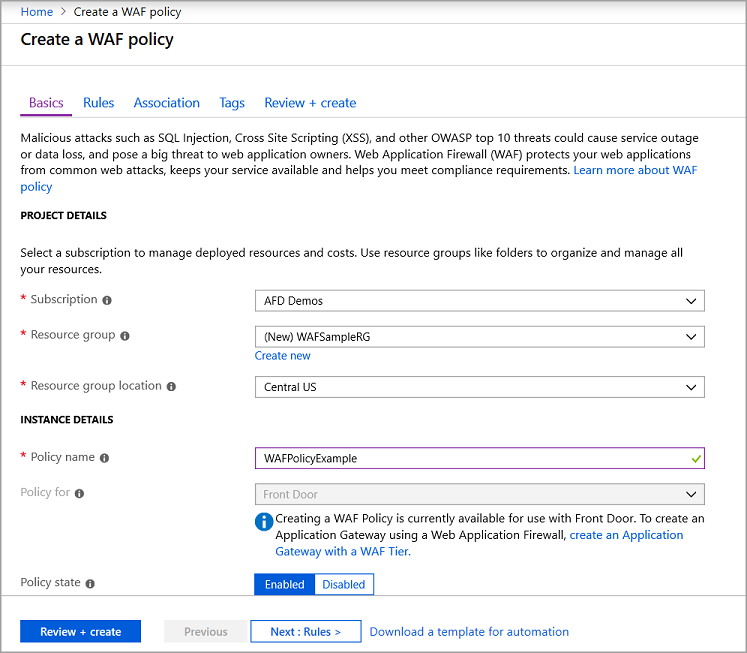 Home > Create a WAF policy
Create a WAF policy
Basics Rules Association Tags Review + create
Malicious attacks such as SQL Injection, Cross Site Scripting (XSS), and other OWASP top 10 threats could cause service outage
or data loss, and pose a big threat to web application owners. Web Application Firewall (WAF) protects your web applications
from common web attacks, keeps your service available and helps you meet compliance requirements. Learn more about WAF
policy
PROJECT DETAILS
Select a subscription to manage deployed resources and costs. Use resource groups like folders to organize and manage all
your resources.
* Subscription AFD Demos
* Resource group (New) WAFSampleRG
Create new
* Resource group location Central US
INSTANCE DETAILS
* Policy name WAFPolicyExample
Policy for Front Door
Creating a WAF Policy is currently available for use with Front Door. To create an
Application Gateway using a Web Application Firewall, create an Application
Gateway with a WAF Tier.
Policy state Enabled Disabled
Review + create Previous Next : Rules > Download a template for automation